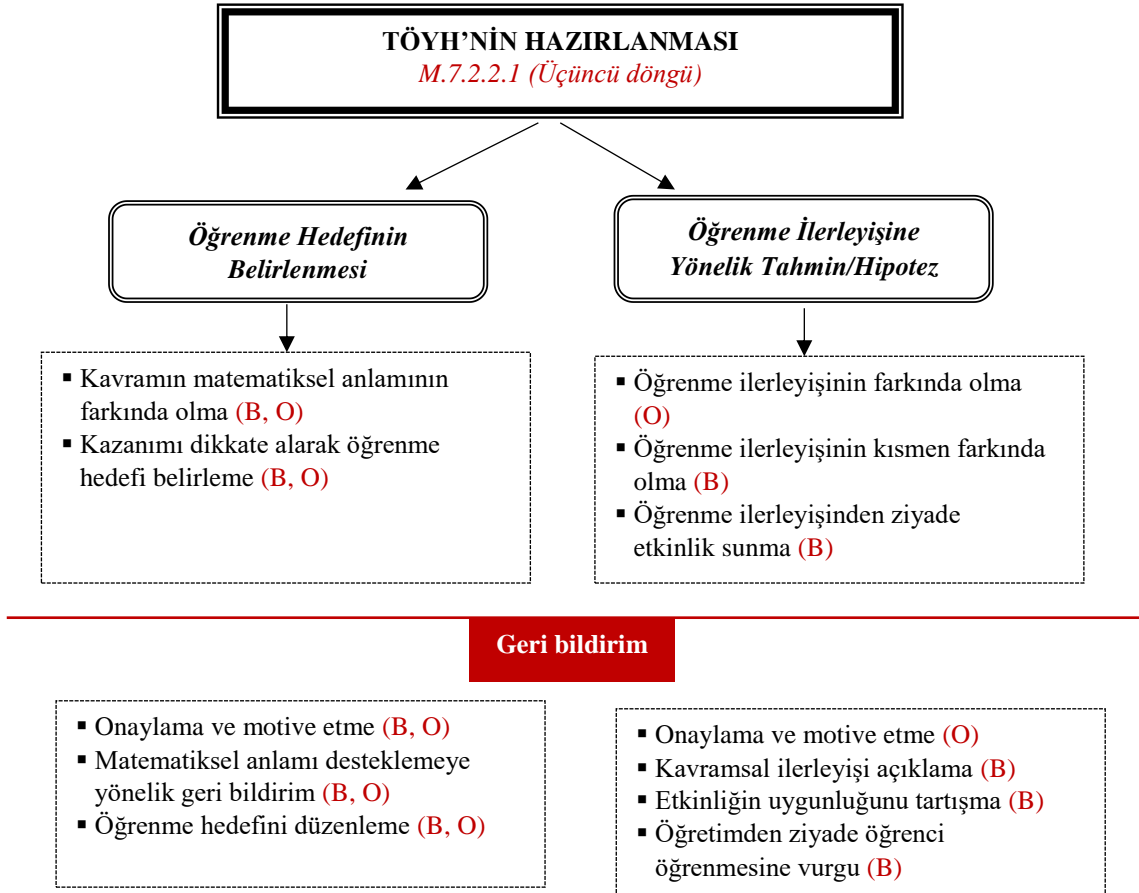 TÖYH’NİN HAZIRLANMASI
M.7.2.2.1 (Üçüncü döngü)
Öğrenme Hedefinin
Belirlenmesi
Öğrenme İlerleyişine
Yönelik Tahmin/Hipotez
▪ Kavramın matematiksel anlamının
farkında olma (B, O)
▪ Kazanımı dikkate alarak öğrenme
hedefi belirleme (B, O)
▪ Öğrenme ilerleyişinin farkında olma
(O)
▪ Öğrenme ilerleyişinin kısmen farkında
olma (B)
▪ Öğrenme ilerleyişinden ziyade
etkinlik sunma (B)
Geri bildirim
▪ Onaylama ve motive etme (B, O)
▪ Matematiksel anlamı desteklemeye
yönelik geri bildirim (B, O)
▪ Öğrenme hedefini düzenleme (B, O)
▪ Onaylama ve motive etme (O)
▪ Kavramsal ilerleyişi açıklama (B)
▪ Etkinliğin uygunluğunu tartışma (B)
▪ Öğretimden ziyade öğrenci
öğrenmesine vurgu (B)